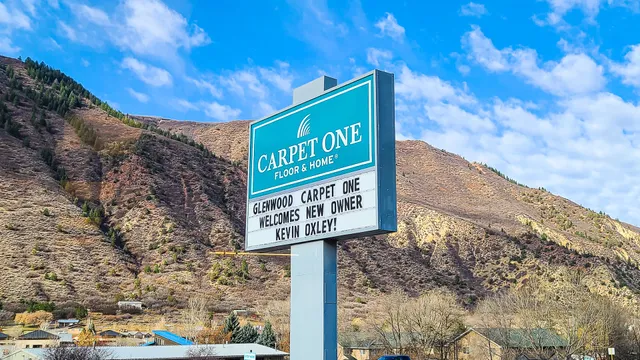 CARPET ONE
FLOOR & HOME®
GLENWOOD CARPET ONE
WELCOMES NEW OWNER
KEVIN OXLEY!